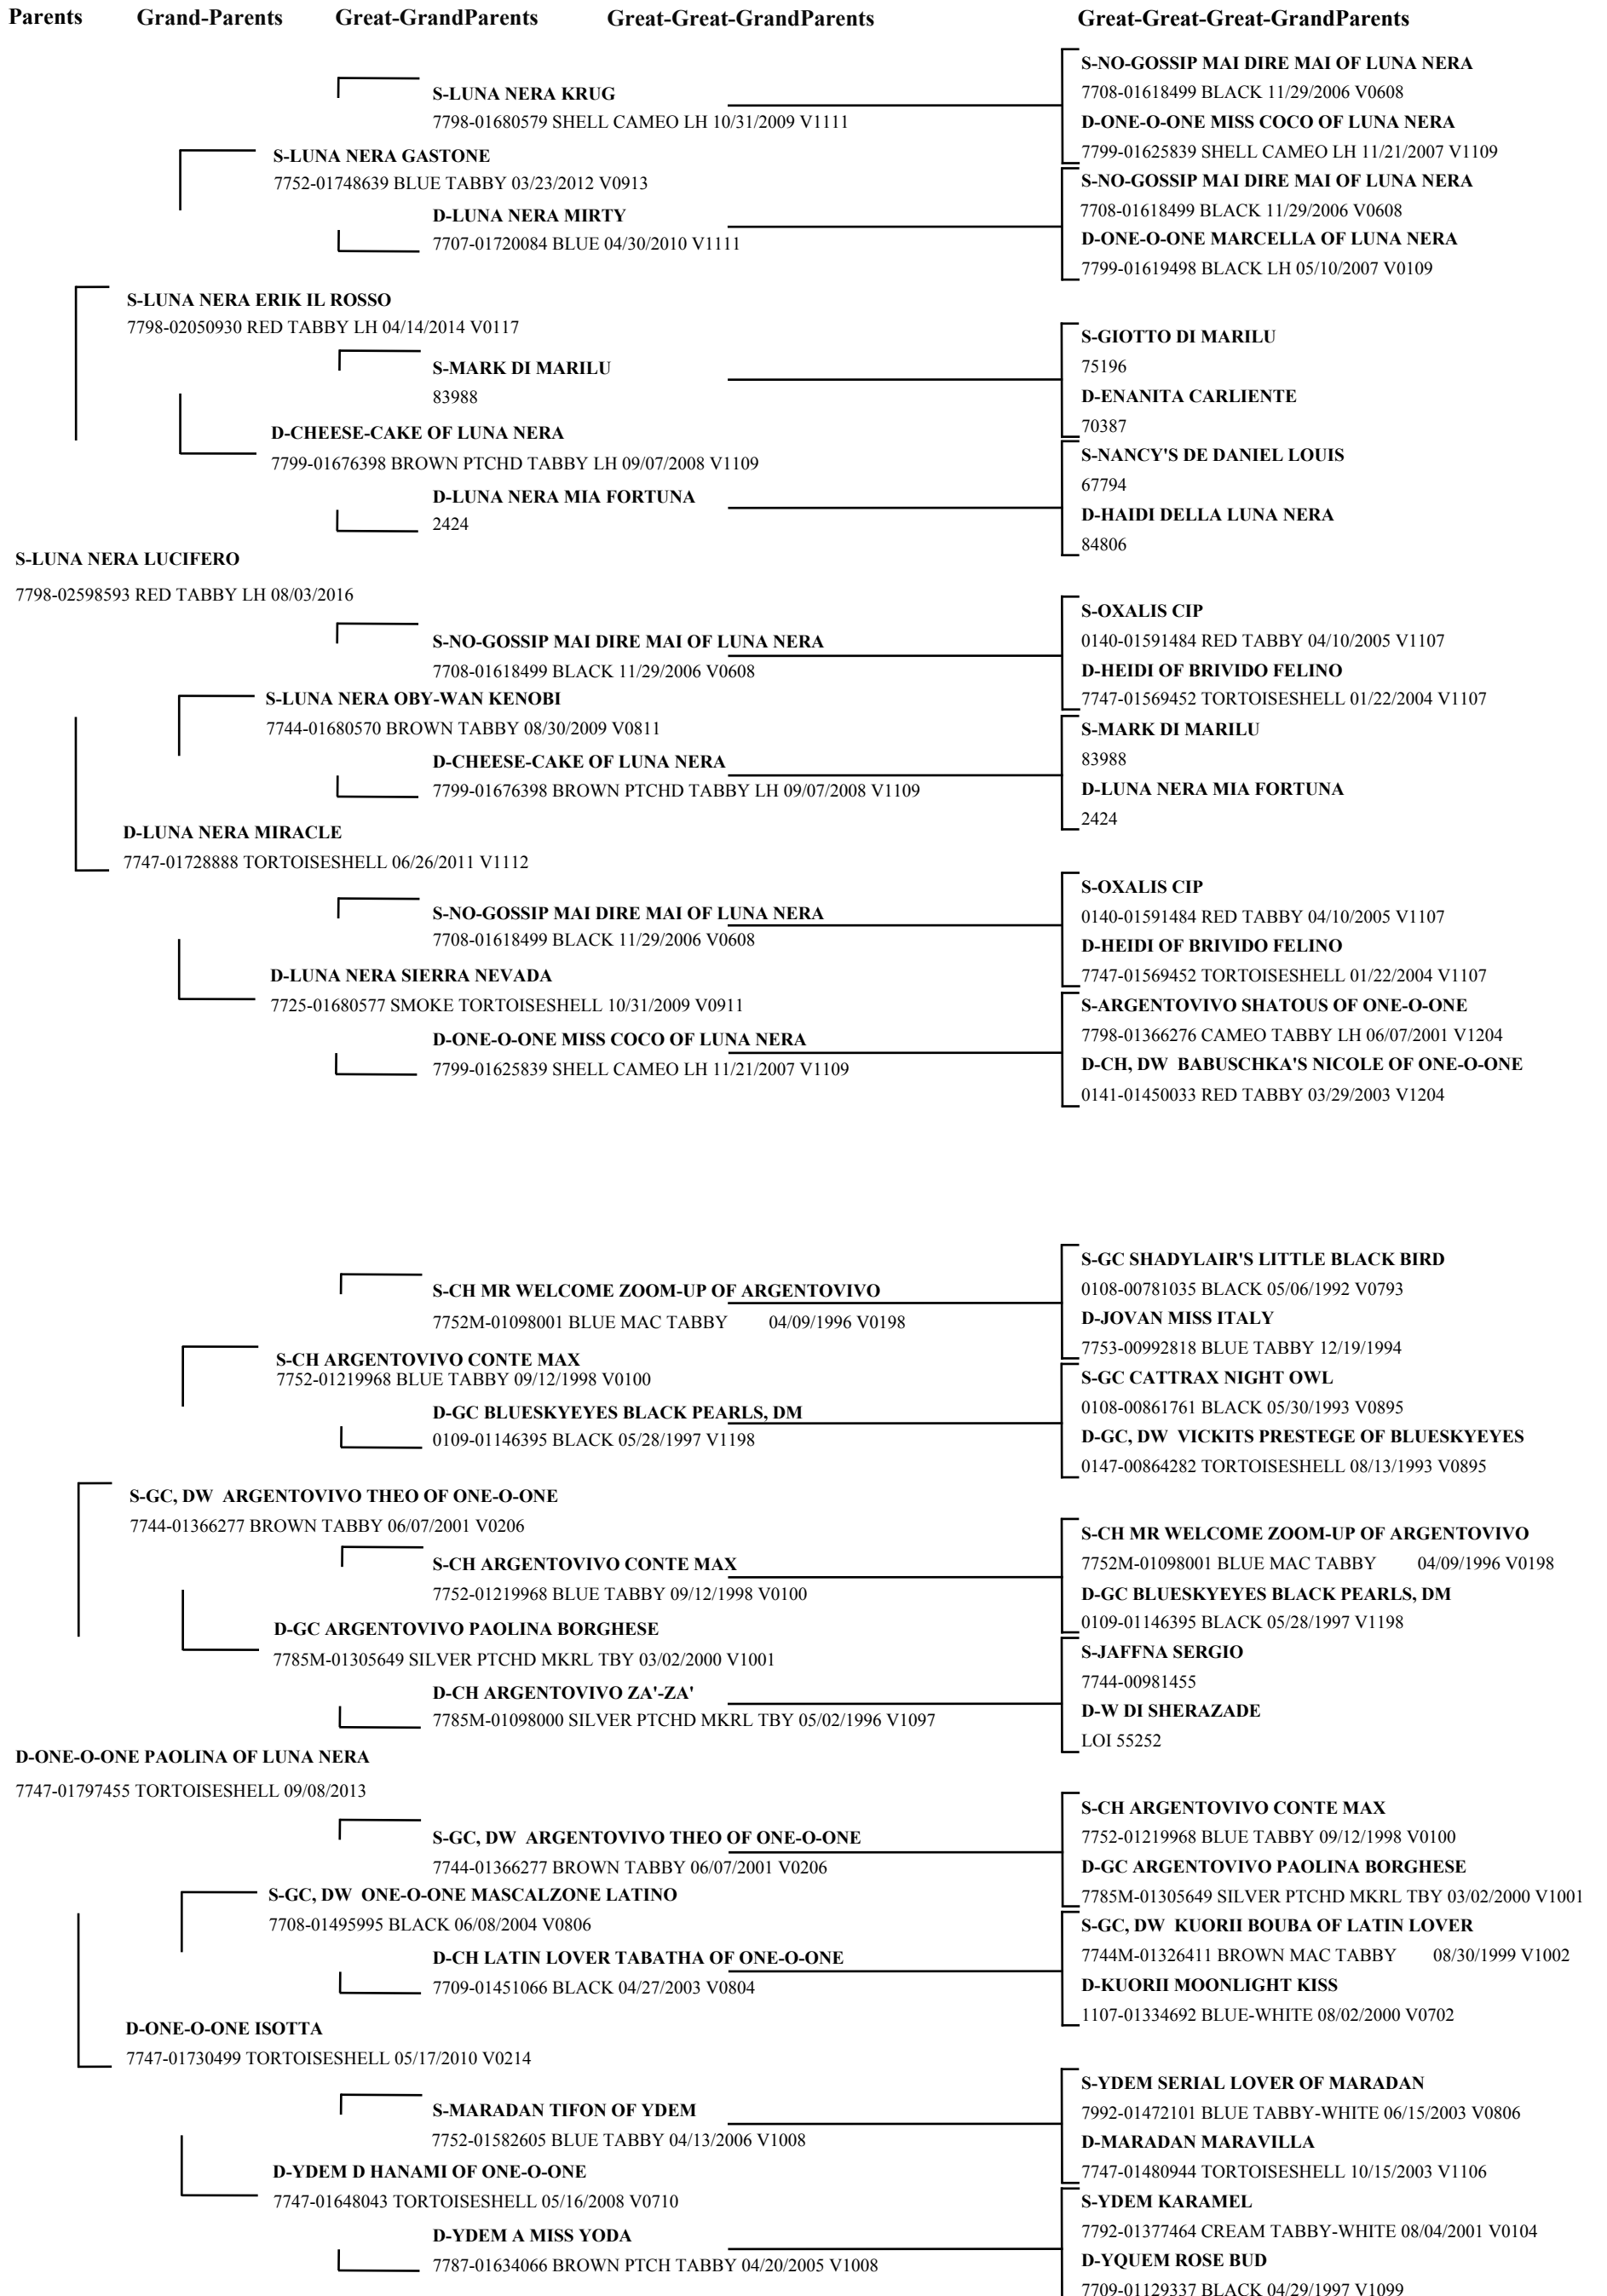 Parents Grand-Parents Great-GrandParents Great-Great-GrandParents Great-Great-Great-GrandParents
S-NO-GOSSIP MAI DIRE MAI OF LUNA NERA
S-LUNA NERA KRUG
7708-01618499 BLACK 11/29/2006 V0608
7798-01680579 SHELL CAMEO LH 10/31/2009 V1111
D-ONE-O-ONE MISS COCO OF LUNA NERA
S-LUNA NERA GASTONE
7799-01625839 SHELL CAMEO LH 11/21/2007 V1109
7752-01748639 BLUE TABBY 03/23/2012 V0913
S-NO-GOSSIP MAI DIRE MAI OF LUNA NERA
D-LUNA NERA MIRTY
7708-01618499 BLACK 11/29/2006 V0608
7707-01720084 BLUE 04/30/2010 V1111
D-ONE-O-ONE MARCELLA OF LUNA NERA
7799-01619498 BLACK LH 05/10/2007 V0109
S-LUNA NERA ERIK IL ROSSO
7798-02050930 RED TABBY LH 04/14/2014 V0117
S-GIOTTO DI MARILU
S-MARK DI MARILU
75196
83988
D-ENANITA CARLIENTE
70387
D-CHEESE-CAKE OF LUNA NERA
7799-01676398 BROWN PTCHD TABBY LH 09/07/2008 V1109
S-NANCY'S DE DANIEL LOUIS
67794
D-LUNA NERA MIA FORTUNA
2424
D-HAIDI DELLA LUNA NERA
84806
S-LUNA NERA LUCIFERO
7798-02598593 RED TABBY LH 08/03/2016
S-OXALIS CIP
S-NO-GOSSIP MAI DIRE MAI OF LUNA NERA
0140-01591484 RED TABBY 04/10/2005 V1107
7708-01618499 BLACK 11/29/2006 V0608
D-HEIDI OF BRIVIDO FELINO
S-LUNA NERA OBY-WAN KENOBI
7747-01569452 TORTOISESHELL 01/22/2004 V1107
7744-01680570 BROWN TABBY 08/30/2009 V0811
S-MARK DI MARILU
D-CHEESE-CAKE OF LUNA NERA
83988
7799-01676398 BROWN PTCHD TABBY LH 09/07/2008 V1109
D-LUNA NERA MIA FORTUNA
2424
D-LUNA NERA MIRACLE
7747-01728888 TORTOISESHELL 06/26/2011 V1112
S-OXALIS CIP
S-NO-GOSSIP MAI DIRE MAI OF LUNA NERA
0140-01591484 RED TABBY 04/10/2005 V1107
7708-01618499 BLACK 11/29/2006 V0608
D-HEIDI OF BRIVIDO FELINO
D-LUNA NERA SIERRA NEVADA
7747-01569452 TORTOISESHELL 01/22/2004 V1107
7725-01680577 SMOKE TORTOISESHELL 10/31/2009 V0911
S-ARGENTOVIVO SHATOUS OF ONE-O-ONE
D-ONE-O-ONE MISS COCO OF LUNA NERA
7798-01366276 CAMEO TABBY LH 06/07/2001 V1204
7799-01625839 SHELL CAMEO LH 11/21/2007 V1109
D-CH, DW BABUSCHKA'S NICOLE OF ONE-O-ONE
0141-01450033 RED TABBY 03/29/2003 V1204
S-GC SHADYLAIR'S LITTLE BLACK BIRD
S-CH MR WELCOME ZOOM-UP OF ARGENTOVIVO
0108-00781035 BLACK 05/06/1992 V0793
7752M-01098001 BLUE MAC TABBY 04/09/1996 V0198
D-JOVAN MISS ITALY
7753-00992818 BLUE TABBY 12/19/1994
S-CH ARGENTOVIVO CONTE MAX
7752-01219968 BLUE TABBY 09/12/1998 V0100
S-GC CATTRAX NIGHT OWL
0108-00861761 BLACK 05/30/1993 V0895
D-GC BLUESKYEYES BLACK PEARLS, DM
0109-01146395 BLACK 05/28/1997 V1198
D-GC, DW VICKITS PRESTEGE OF BLUESKYEYES
0147-00864282 TORTOISESHELL 08/13/1993 V0895
S-GC, DW ARGENTOVIVO THEO OF ONE-O-ONE
7744-01366277 BROWN TABBY 06/07/2001 V0206
S-CH MR WELCOME ZOOM-UP OF ARGENTOVIVO
S-CH ARGENTOVIVO CONTE MAX
7752M-01098001 BLUE MAC TABBY 04/09/1996 V0198
7752-01219968 BLUE TABBY 09/12/1998 V0100
D-GC BLUESKYEYES BLACK PEARLS, DM
0109-01146395 BLACK 05/28/1997 V1198
D-GC ARGENTOVIVO PAOLINA BORGHESE
7785M-01305649 SILVER PTCHD MKRL TBY 03/02/2000 V1001
S-JAFFNA SERGIO
7744-00981455
D-CH ARGENTOVIVO ZA'-ZA'
7785M-01098000 SILVER PTCHD MKRL TBY 05/02/1996 V1097
D-W DI SHERAZADE
LOI 55252
D-ONE-O-ONE PAOLINA OF LUNA NERA
7747-01797455 TORTOISESHELL 09/08/2013
S-CH ARGENTOVIVO CONTE MAX
S-GC, DW ARGENTOVIVO THEO OF ONE-O-ONE
7752-01219968 BLUE TABBY 09/12/1998 V0100
7744-01366277 BROWN TABBY 06/07/2001 V0206
D-GC ARGENTOVIVO PAOLINA BORGHESE
S-GC, DW ONE-O-ONE MASCALZONE LATINO
7785M-01305649 SILVER PTCHD MKRL TBY 03/02/2000 V1001
7708-01495995 BLACK 06/08/2004 V0806
S-GC, DW KUORII BOUBA OF LATIN LOVER
D-CH LATIN LOVER TABATHA OF ONE-O-ONE
7744M-01326411 BROWN MAC TABBY 08/30/1999 V1002
7709-01451066 BLACK 04/27/2003 V0804
D-KUORII MOONLIGHT KISS
1107-01334692 BLUE-WHITE 08/02/2000 V0702
D-ONE-O-ONE ISOTTA
7747-01730499 TORTOISESHELL 05/17/2010 V0214
S-YDEM SERIAL LOVER OF MARADAN
S-MARADAN TIFON OF YDEM
7992-01472101 BLUE TABBY-WHITE 06/15/2003 V0806
7752-01582605 BLUE TABBY 04/13/2006 V1008
D-MARADAN MARAVILLA
D-YDEM D HANAMI OF ONE-O-ONE
7747-01480944 TORTOISESHELL 10/15/2003 V1106
7747-01648043 TORTOISESHELL 05/16/2008 V0710
S-YDEM KARAMEL
D-YDEM A MISS YODA
7792-01377464 CREAM TABBY-WHITE 08/04/2001 V0104
7787-01634066 BROWN PTCH TABBY 04/20/2005 V1008
D-YQUEM ROSE BUD
7709-01129337 BLACK 04/29/1997 V1099